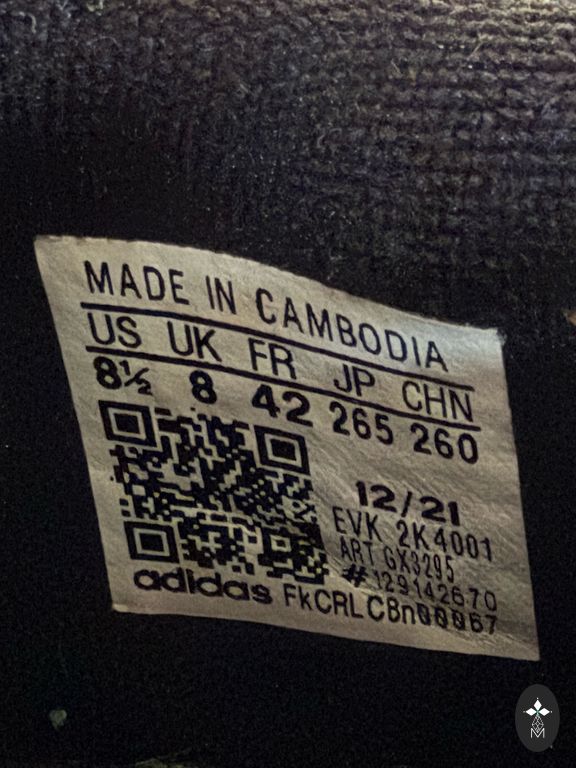 MADE IN CAMBODIA
US UK FR JP CHN
8½ 8 42 265 260
12/21
EVK 2K4001
ART GX3295
# 129142670
adidas FkCRLC8n00067
M